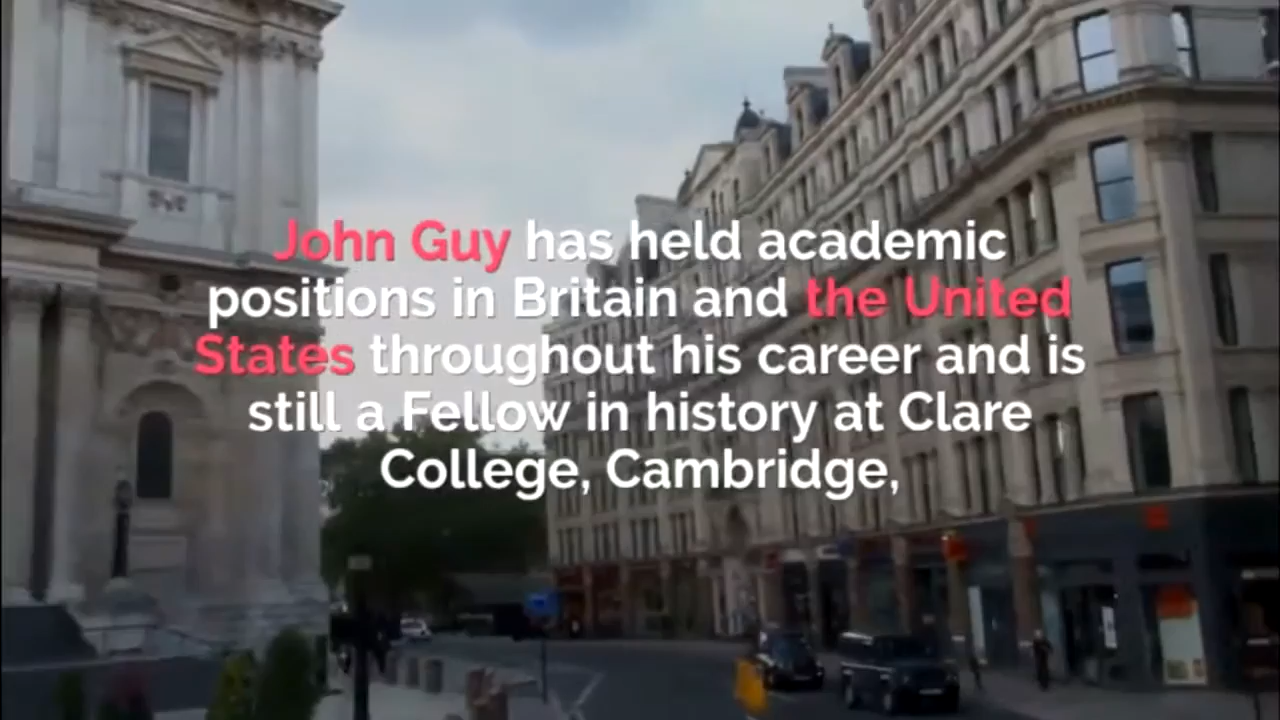 John Guy has held academic
positions in Britain and the United
States throughout his career and is
still a Fellow in history at Clare
College, Cambridge,